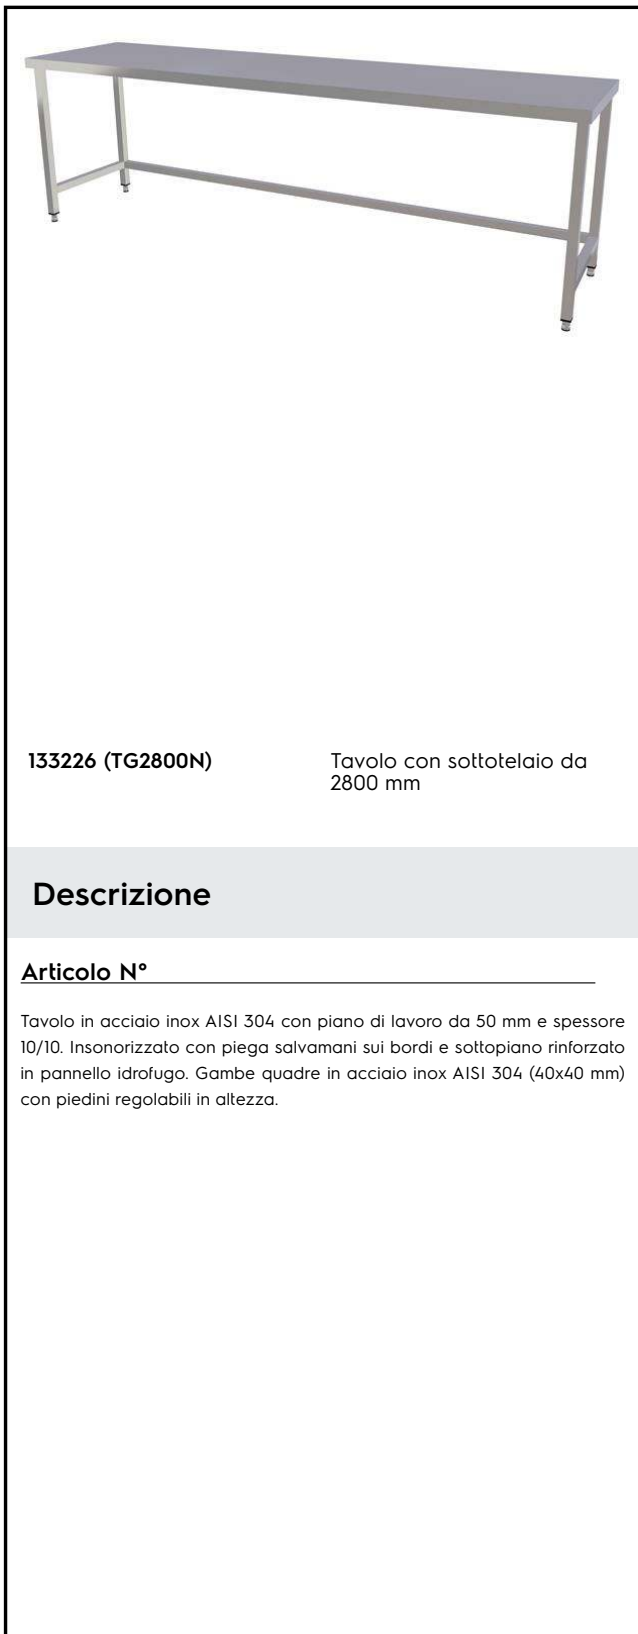 133226 (TG2800N)
Tavolo con sottotelaio da
2800 mm
Descrizione
Articolo N°
Tavolo in acciaio inox AISI 304 con piano di lavoro da 50 mm e spessore
10/10. Insonorizzato con piega salvamani sui bordi e sottopiano rinforzato
in pannello idrofugo. Gambe quadre in acciaio inox AISI 304 (40x40 mm)
con piedini regolabili in altezza.